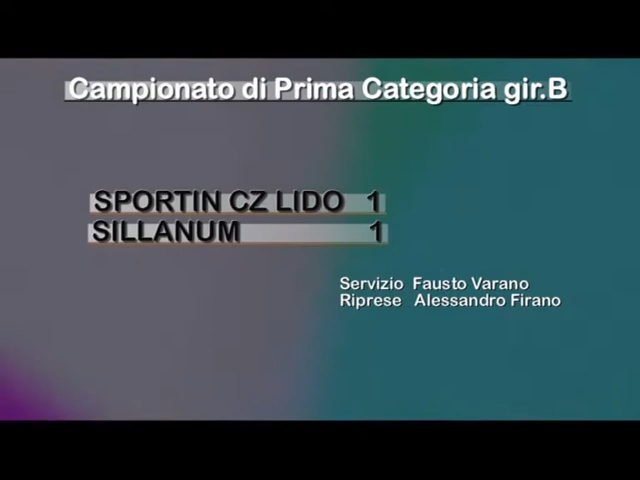 Campionato di Prima Categoria gir.B
SPORTIN CZ LIDO 1
SILLANUM 1
Servizio Fausto Varano
Riprese Alessandro Firano